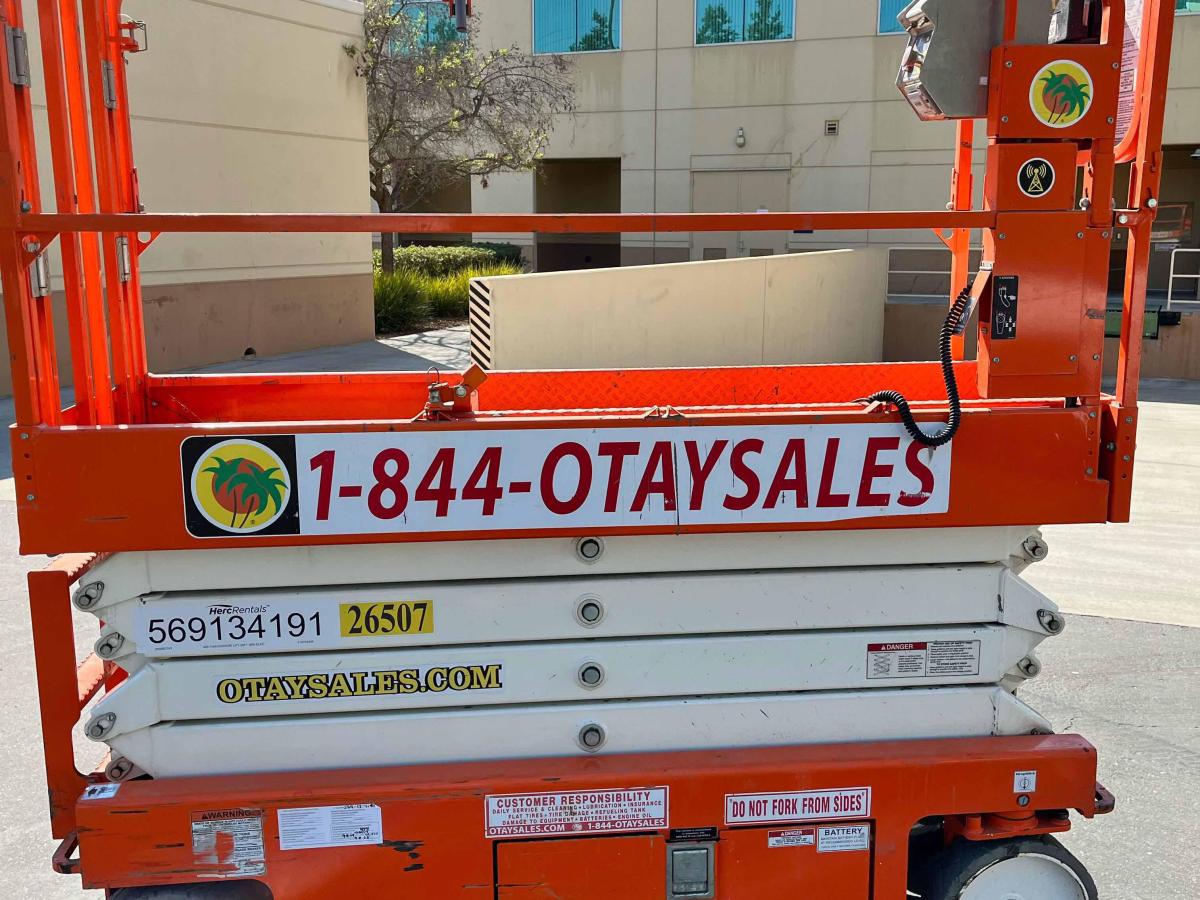 1-844-OTAYSALES
HercRentals
569134191
26507
OTAYSALES.COM
DANGER
CUSTOMER RESPONSIBILITY
DAILY SERVICE & CLEANING • LUBRICATION • INSURANCE
FLAT TIRES • TIRE DAMAGE • REFUELING TANK
DAMAGE TO EQUIPMENT • BATTERIES • ENGINE OIL
OTAYSALES.COM 1-844-OTAYSALES
DO NOT FORK FROM SIDES
WARNING
DANGER
BATTERY